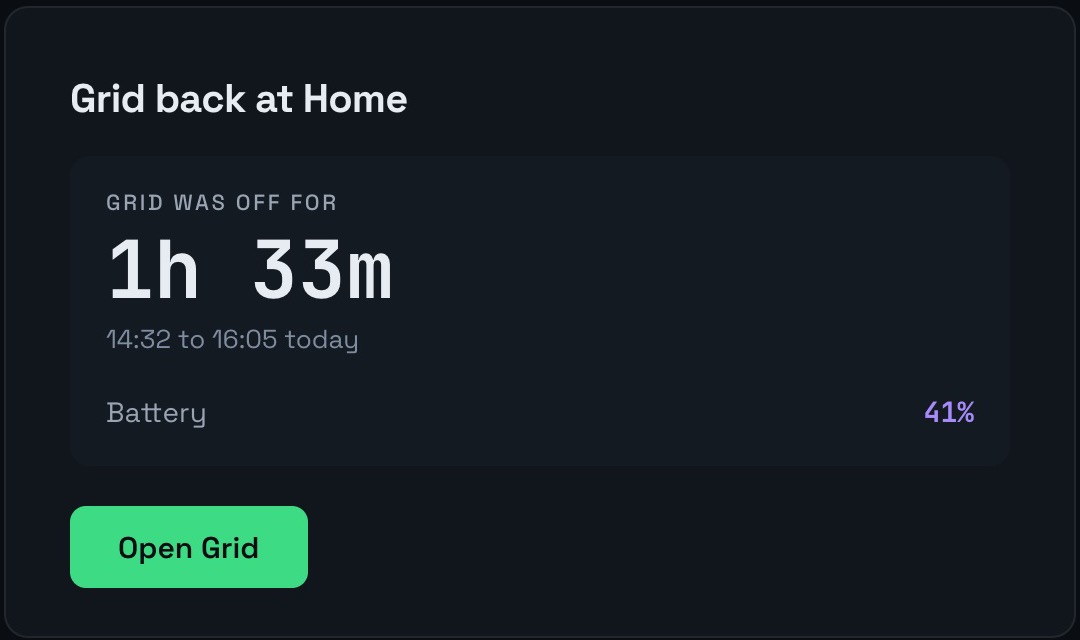 Grid back at Home
GRID WAS OFF FOR
1h 33m
14:32 to 16:05 today
Battery 41%
Open Grid